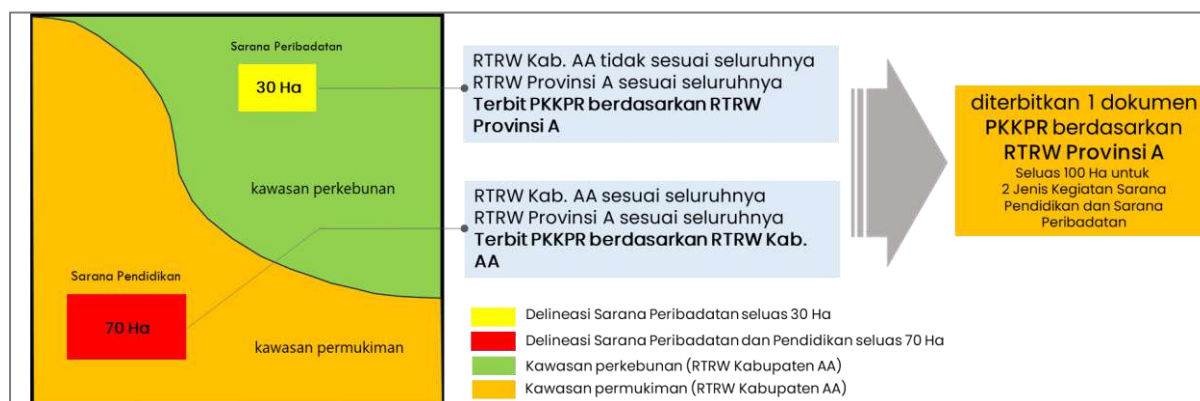 Sarana Peribadatan
30 Ha
kawasan perkebunan
Sarana Pendidikan
70 Ha
kawasan permukiman
RTRW Kab. AA tidak sesuai seluruhnya
RTRW Provinsi A sesuai seluruhnya
Terbit PKKPR berdasarkan RTRW
Provinsi A
RTRW Kab. AA sesuai seluruhnya
RTRW Provinsi A sesuai seluruhnya
Terbit PKKPR berdasarkan RTRW Kab.
AA
Delineasi Sarana Peribadatan seluas 30 Ha
Delineasi Sarana Peribadatan dan Pendidikan seluas 70 Ha
Kawasan perkebunan (RTRW Kabupaten AA)
Kawasan permukiman (RTRW Kabupaten AA)
diterbitkan 1 dokumen
PKKPR berdasarkan
RTRW Provinsi A
Seluas 100 Ha untuk
2 Jenis Kegiatan Sarana
Pendidikan dan Sarana
Peribadatan